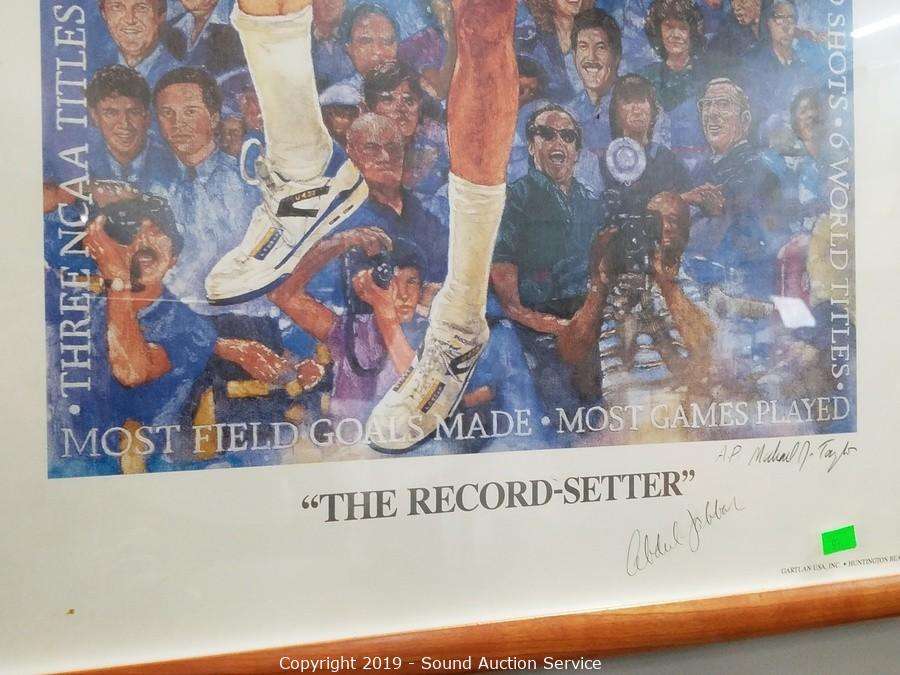 THREE NCAA TITLES
SHOTS • 6 WORLD TITLES •
MOST FIELD GOALS MADE • MOST GAMES PLAYED
A.P. Michael J. Taylor
“THE RECORD-SETTER”
Abdul Jabbar
GARTLAN USA, INC • HUNTINGTON BEA
Copyright 2019 - Sound Auction Service